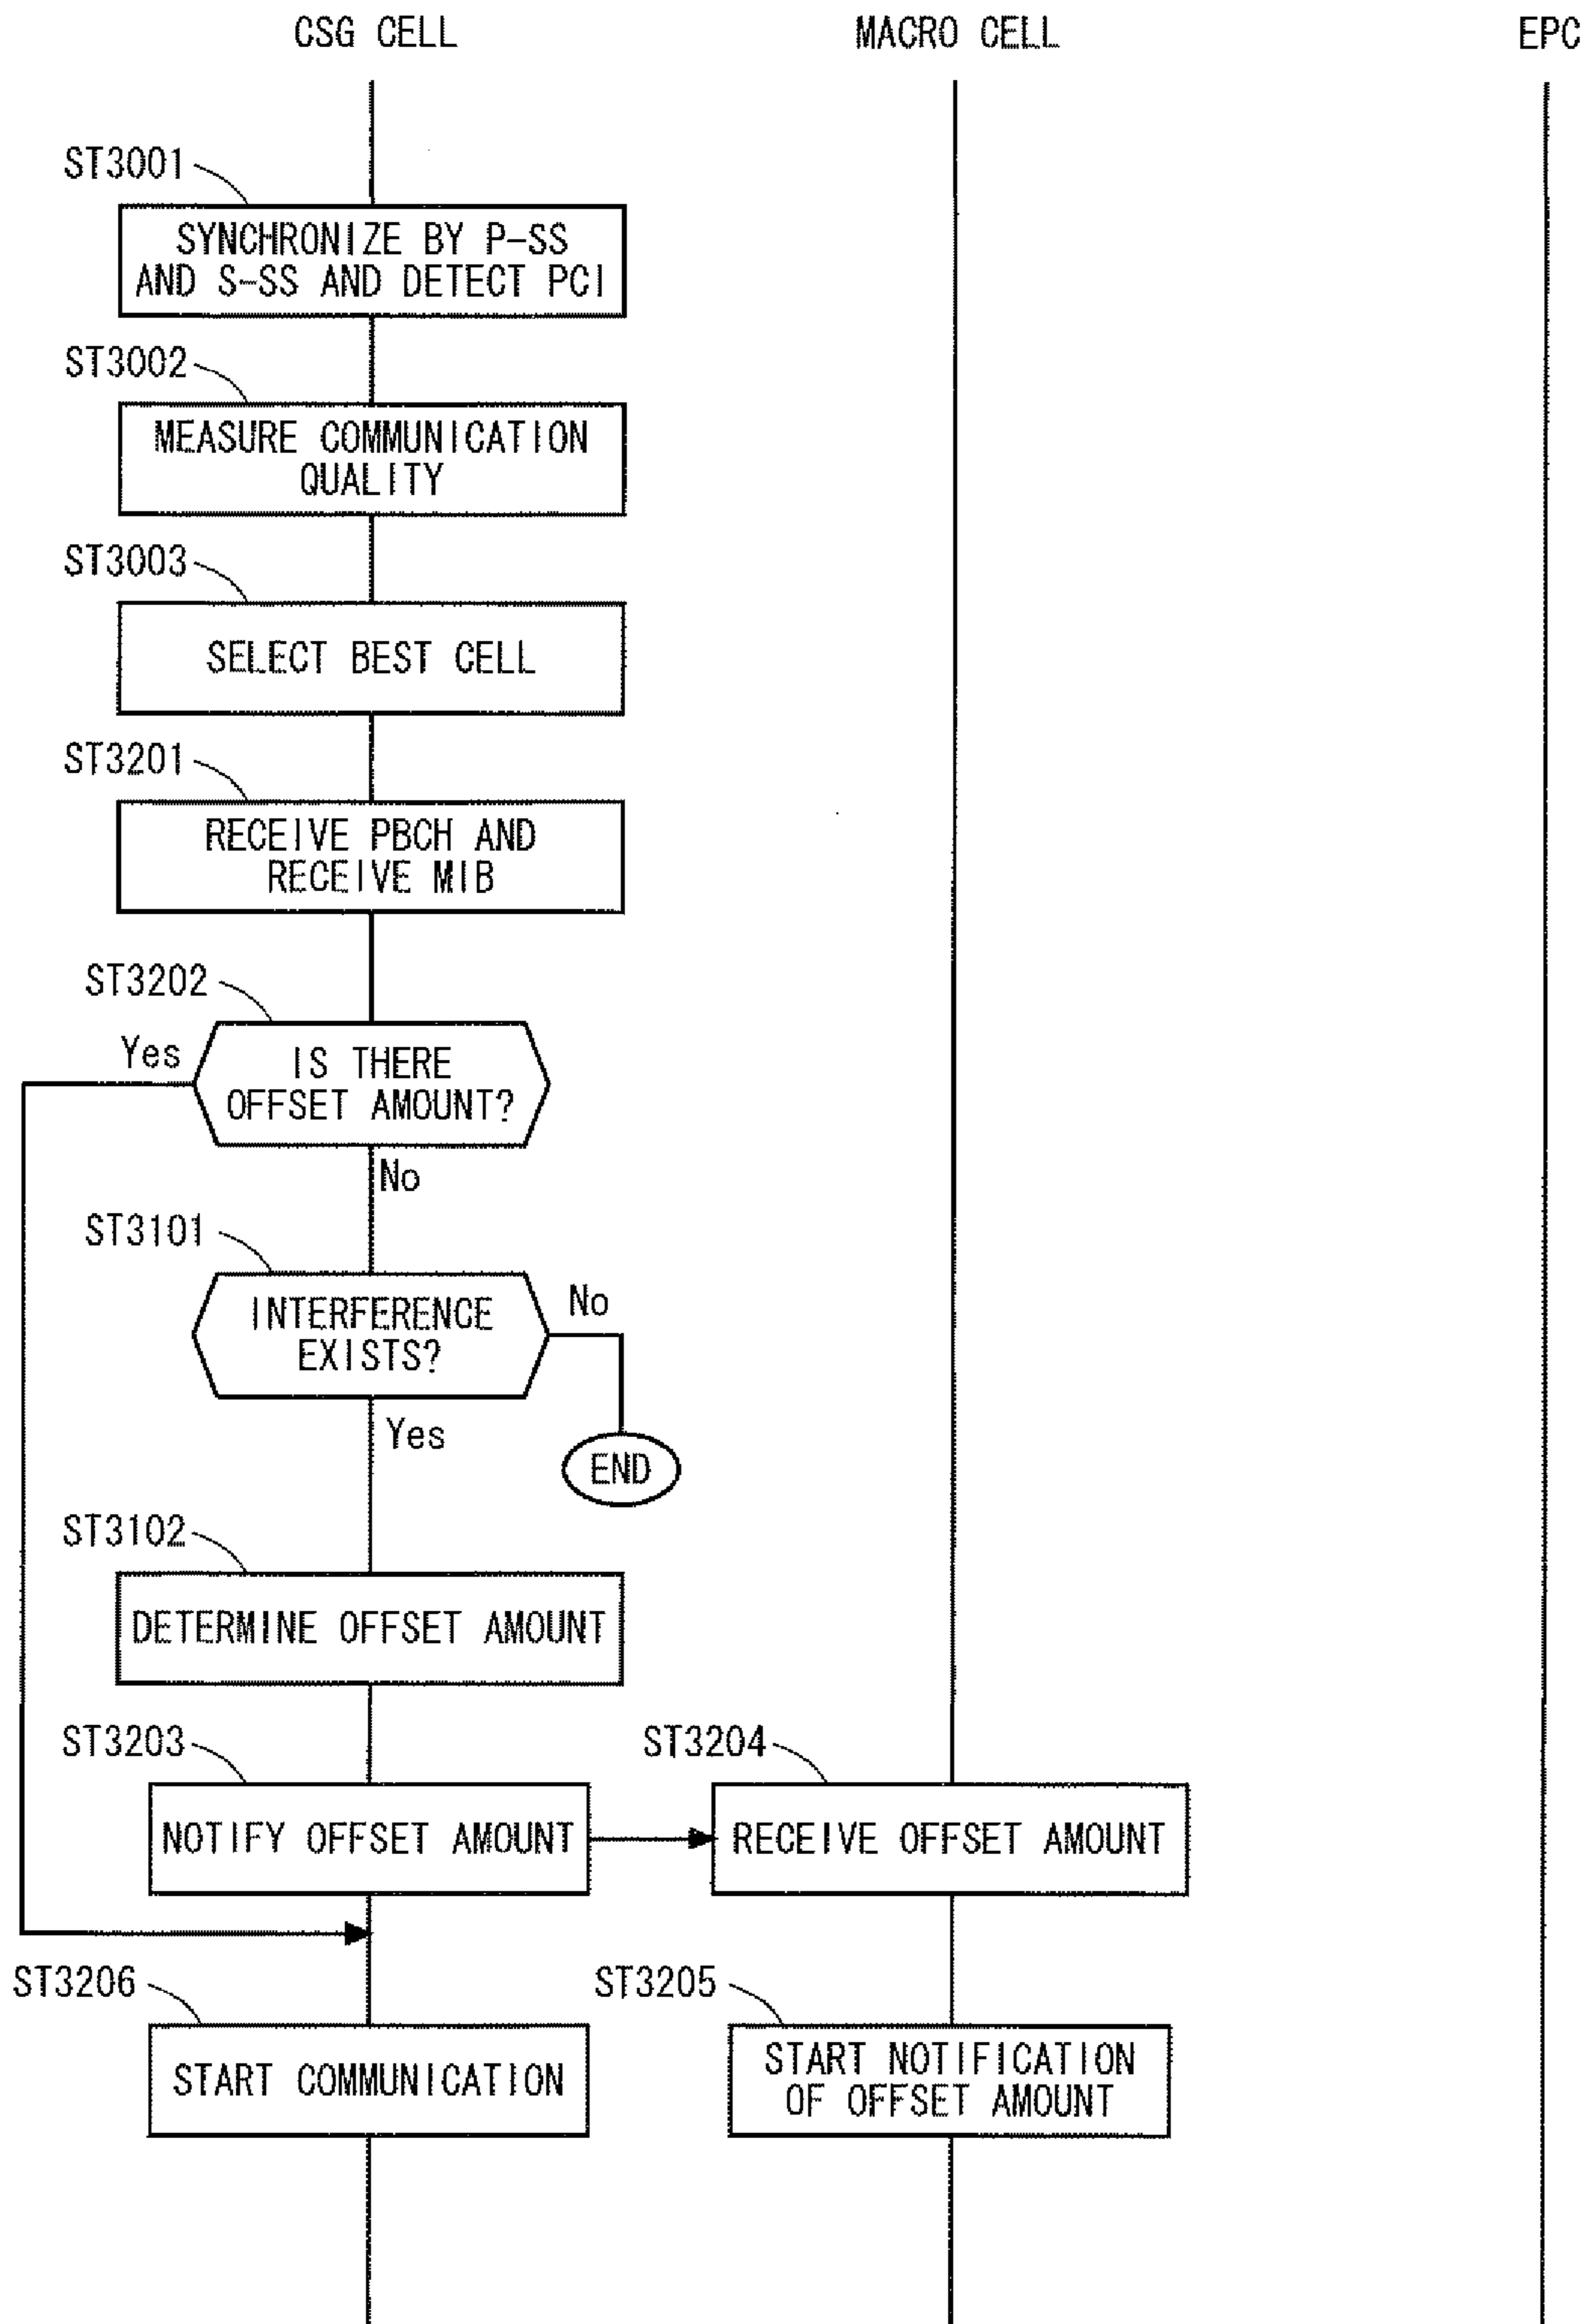 CSG CELL
MACRO CELL
EPC
ST3001
SYNCHRONIZE BY P-SS
AND S-SS AND DETECT PCI
ST3002
MEASURE COMMUNICATION
QUALITY
ST3003
SELECT BEST CELL
ST3201
RECEIVE PBCH AND
RECEIVE MIB
ST3202
Yes
IS THERE
OFFSET AMOUNT?
No
ST3101
INTERFERENCE
EXISTS?
No
Yes
END
ST3102
DETERMINE OFFSET AMOUNT
ST3203
ST3204
NOTIFY OFFSET AMOUNT
RECEIVE OFFSET AMOUNT
ST3206
ST3205
START COMMUNICATION
START NOTIFICATION
OF OFFSET AMOUNT